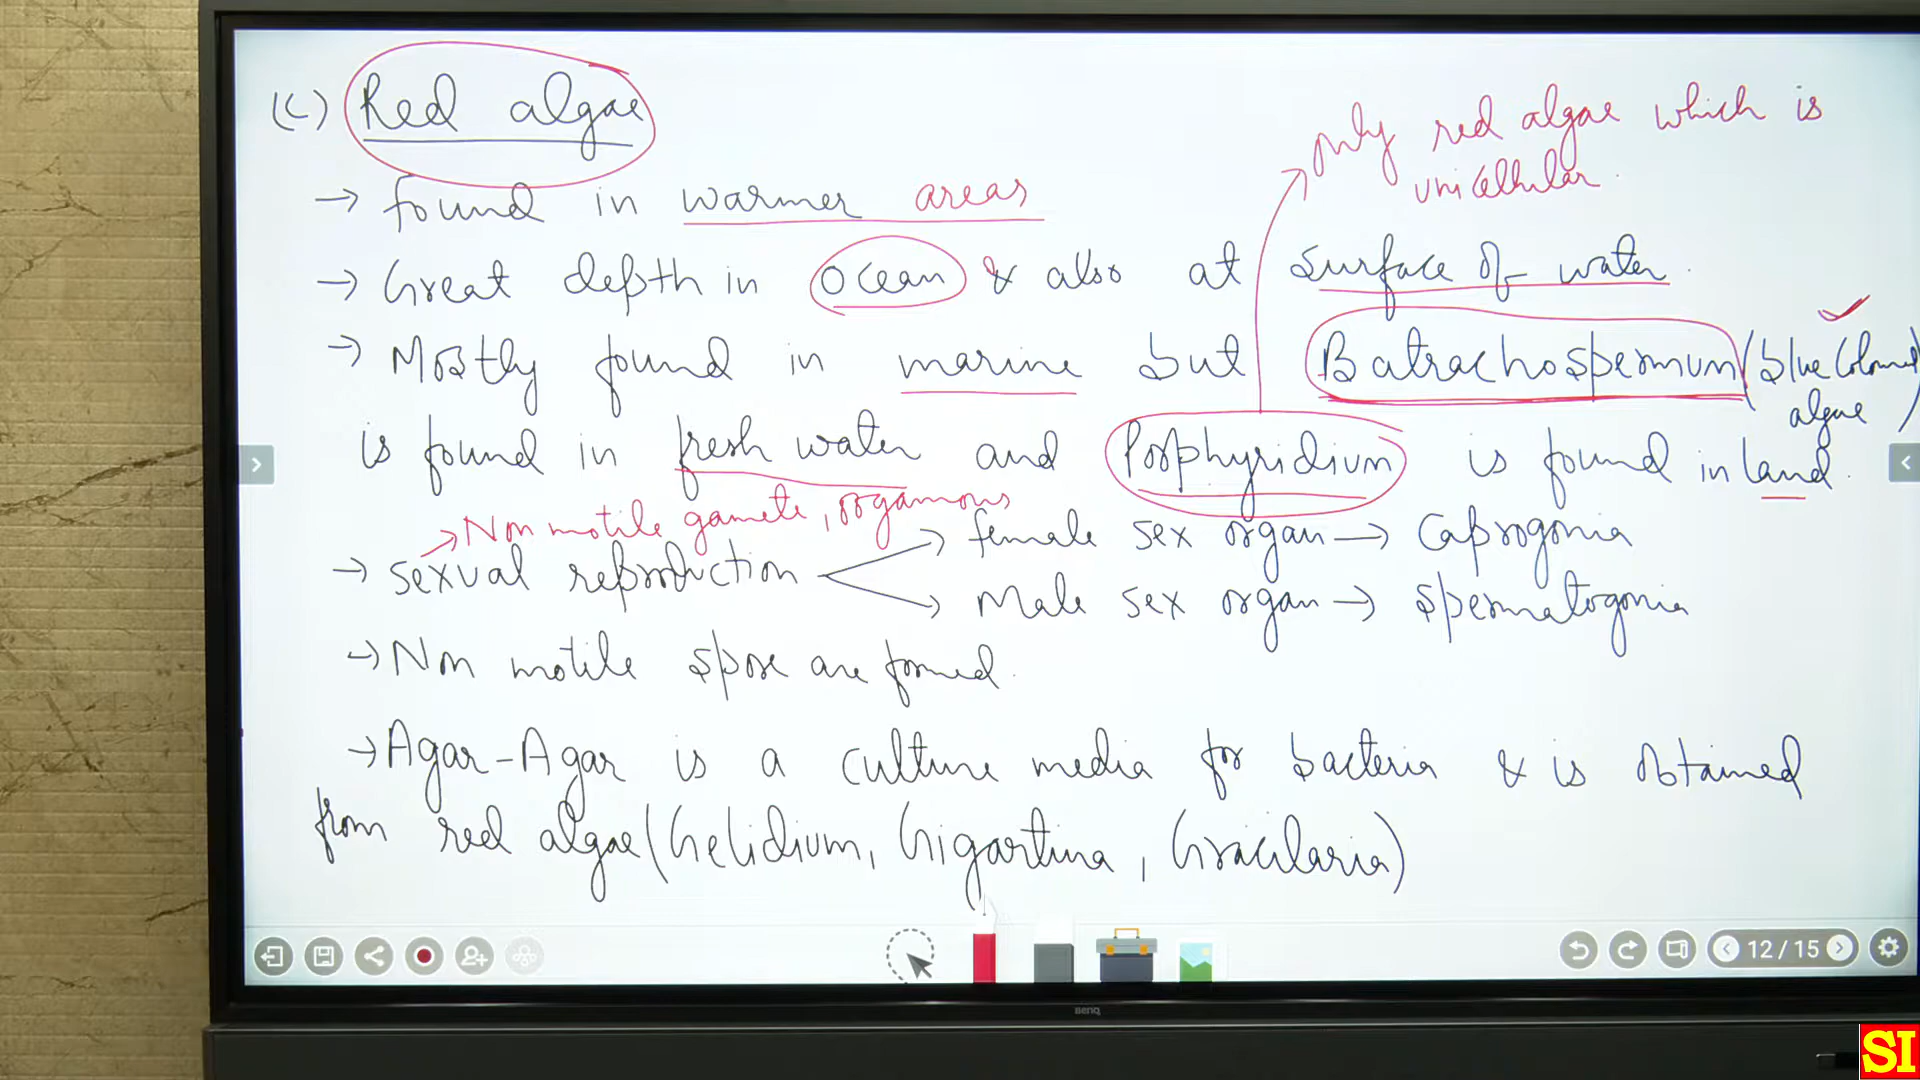 (C) Red algae
only red algae which is
unicellular.
→ found in warmer areas
→ Great depth in Ocean & also at surface of water.
→ Mostly found in marine but Batrachospermum (blue coloured
algae)
is found in fresh water and Porphyridium is found in land.
→ Non motile gamete, oogamous
→ sexual reproduction → female sex organ → Caprogonia
→ Male sex organ → spermatogonia
→ Non motile spore are formed.
→ Agar-Agar is a culture media for bacteria & is obtained
from red algae (Gelidium, Gigartina, Gracilaria)
12 / 15
BenQ
SI